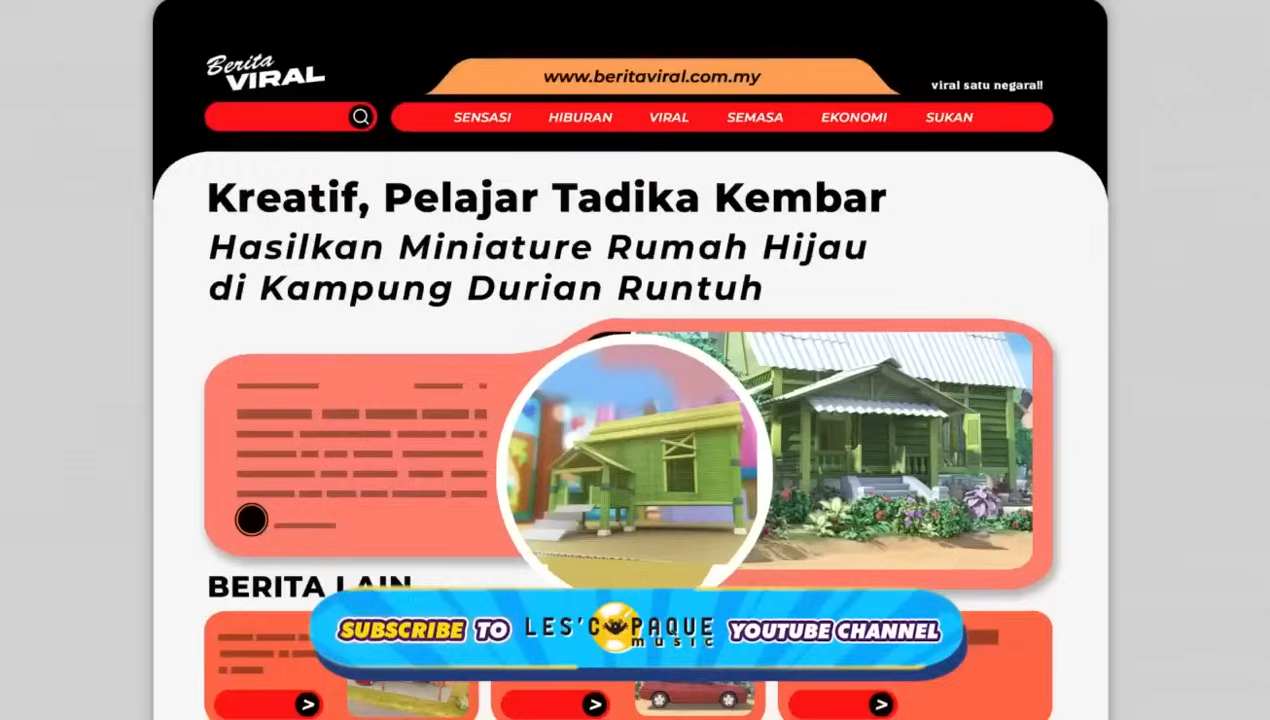 Berita
VIRAL
www.beritaviral.com.my
viral satu negara!!
SENSASI HIBURAN VIRAL SEMASA EKONOMI SUKAN
Kreatif, Pelajar Tadika Kembar
Hasilkan Miniature Rumah Hijau
di Kampung Durian Runtuh
BERITA LAIN
SUBSCRIBE TO LES'COPAQUE music YOUTUBE CHANNEL